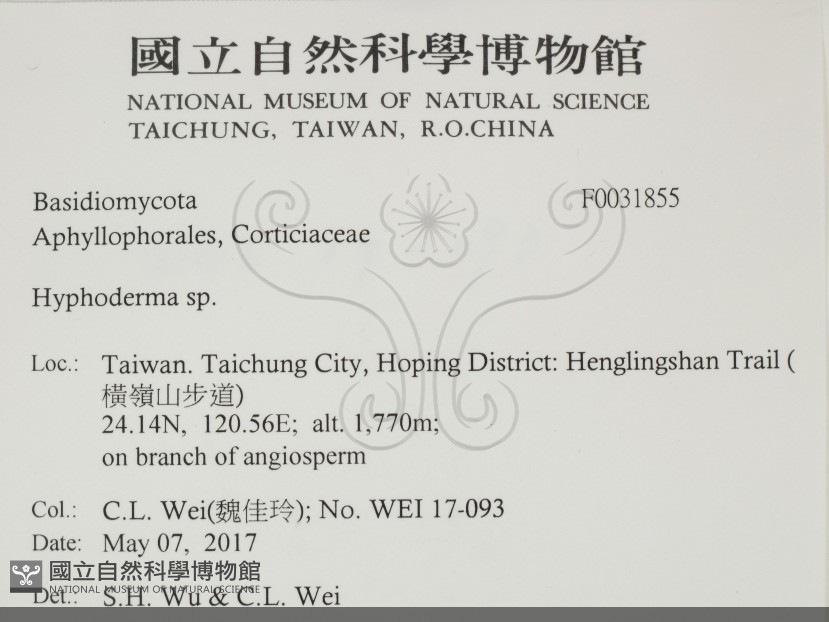 國立自然科學博物館
NATIONAL MUSEUM OF NATURAL SCIENCE
TAICHUNG, TAIWAN, R.O.CHINA
Basidiomycota F0031855
Aphyllophorales, Corticiaceae
Hyphoderma sp.
Loc.: Taiwan. Taichung City, Hoping District: Henglingshan Trail (
橫嶺山步道)
24.14N, 120.56E; alt. 1,770m;
on branch of angiosperm
Col.: C.L. Wei(魏佳玲); No. WEI 17-093
Date: May 07, 2017
國立自然科學博物館
NATIONAL MUSEUM OF NATURAL SCIENCE
Det.: S.H. Wu & C.L. Wei